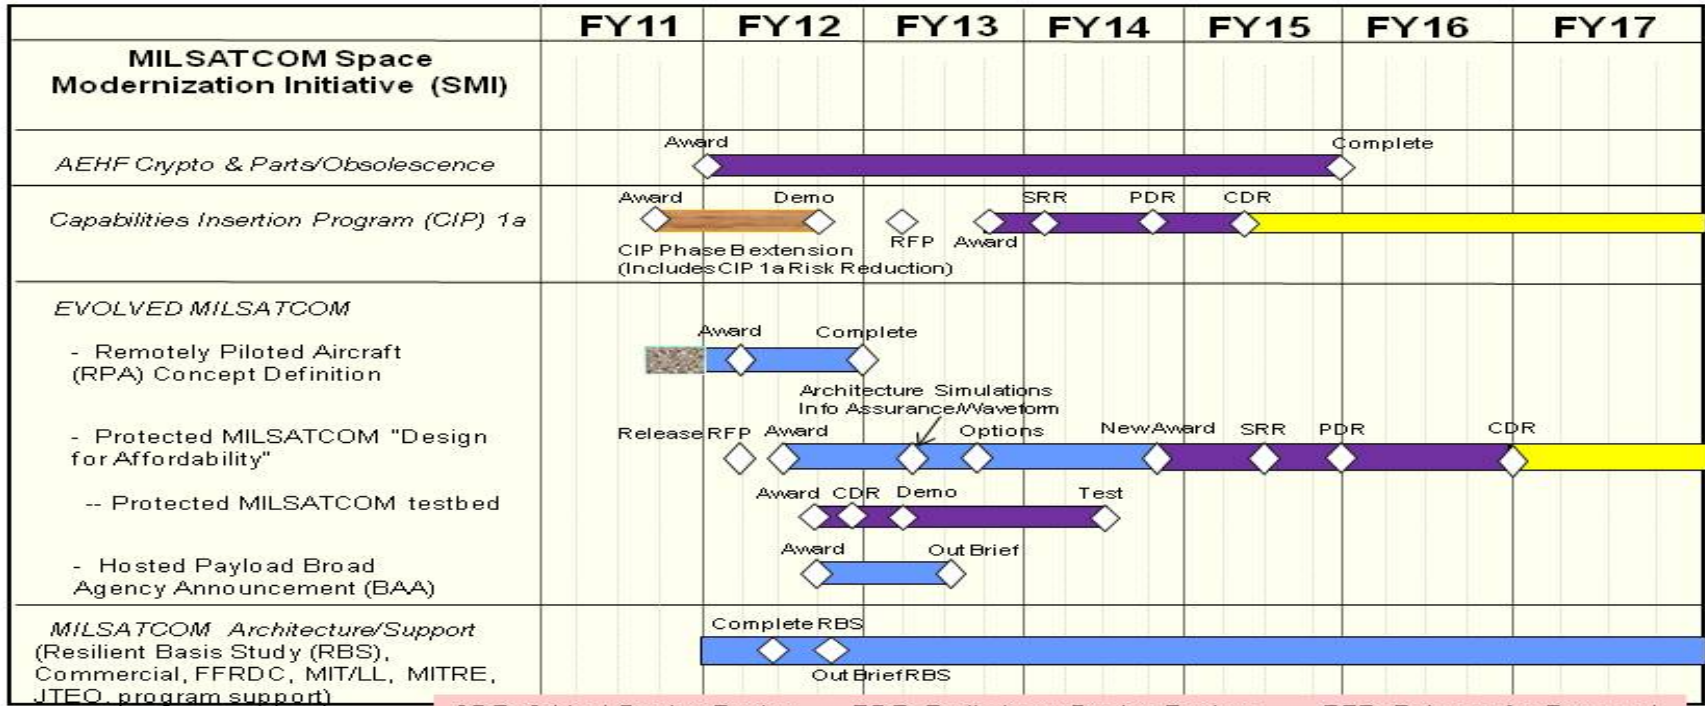 FY11 FY12 FY13 FY14 FY15 FY16 FY17
MILSATCOM Space
Modernization Initiative (SMI)
Award Complete
AEHF Crypto & Parts/Obsolescence
Award Demo SRR PDR CDR
Capabilities Insertion Program (CIP) 1a
RFP Award
CIP Phase B extension
(Includes CIP 1a Risk Reduction)
EVOLVED MILSATCOM
Award Complete
- Remotely Piloted Aircraft
(RPA) Concept Definition
Architecture Simulations
Info Assurance/Waveform
- Protected MILSATCOM "Design
for Affordability"
Release RFP Award Options New Award SRR PDR CDR
-- Protected MILSATCOM testbed
Award CDR Demo Test
- Hosted Payload Broad
Agency Announcement (BAA)
Award Out Brief
MILSATCOM Architecture/Support
(Resilient Basis Study (RBS),
Commercial, FFRDC, MIT/LL, MITRE,
JTEO, program support)
Complete RBS
Out Brief RBS